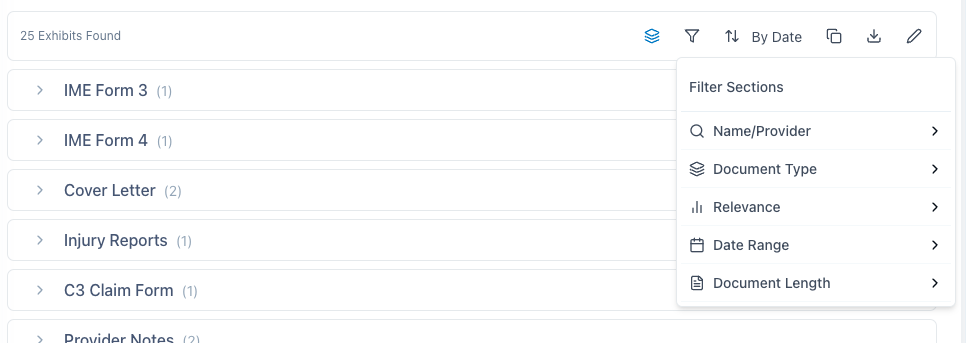 25 Exhibits Found
By Date
IME Form 3 (1)
IME Form 4 (1)
Cover Letter (2)
Injury Reports (1)
C3 Claim Form (1)
Provider Notes (2)
Filter Sections
Name/Provider
Document Type
Relevance
Date Range
Document Length